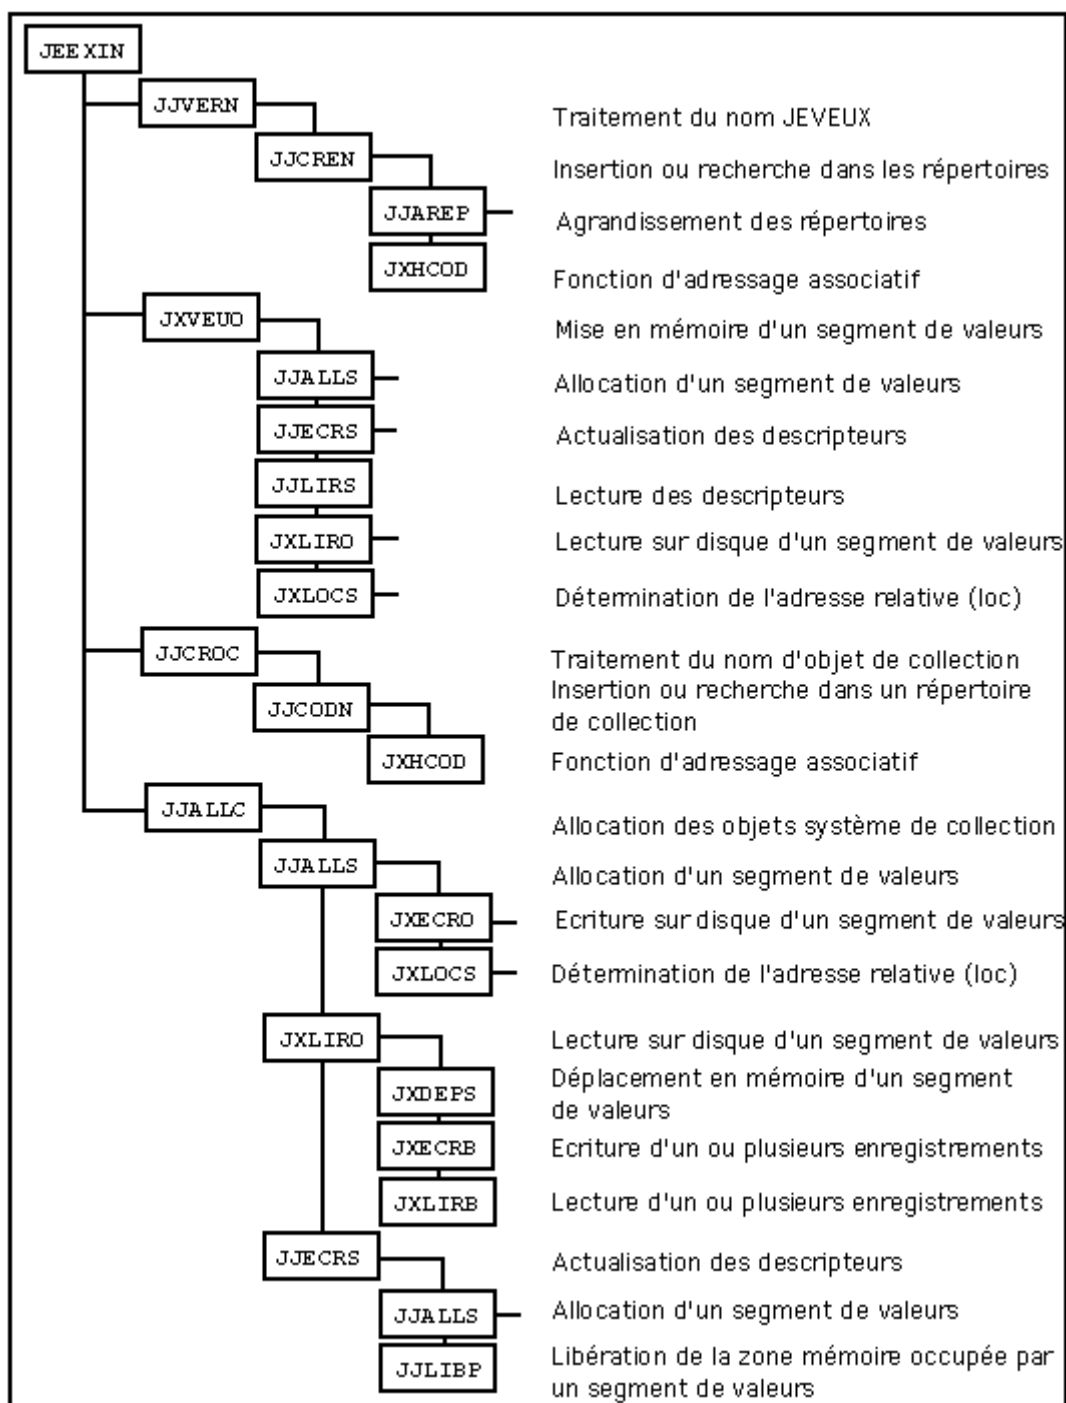 JEEXIN
JJVERN
Traitement du nom JEVEUX
JJCREN
Insertion ou recherche dans les répertoires
JJAREP
Agrandissement des répertoires
JXHCOD
Fonction d'adressage associatif
JXVEUO
Mise en mémoire d'un segment de valeurs
JJALLS
Allocation d'un segment de valeurs
JJECRS
Actualisation des descripteurs
JJLIRS
Lecture des descripteurs
JXLIRO
Lecture sur disque d'un segment de valeurs
JXLOCS
Détermination de l'adresse relative (loc)
JJCROC
Traitement du nom d'objet de collection
JJCODN
Insertion ou recherche dans un répertoire
de collection
JXHCOD
Fonction d'adressage associatif
JJALLC
Allocation des objets système de collection
JJALLS
Allocation d'un segment de valeurs
JXECRO
Ecriture sur disque d'un segment de valeurs
JXLOCS
Détermination de l'adresse relative (loc)
JXLIRO
Lecture sur disque d'un segment de valeurs
JXDEPS
Déplacement en mémoire d'un segment
de valeurs
JXECRB
Ecriture d'un ou plusieurs enregistrements
JXLIRB
Lecture d'un ou plusieurs enregistrements
JJECRS
Actualisation des descripteurs
JJALLS
Allocation d'un segment de valeurs
JJLIBP
Libération de la zone mémoire occupée par
un segment de valeurs